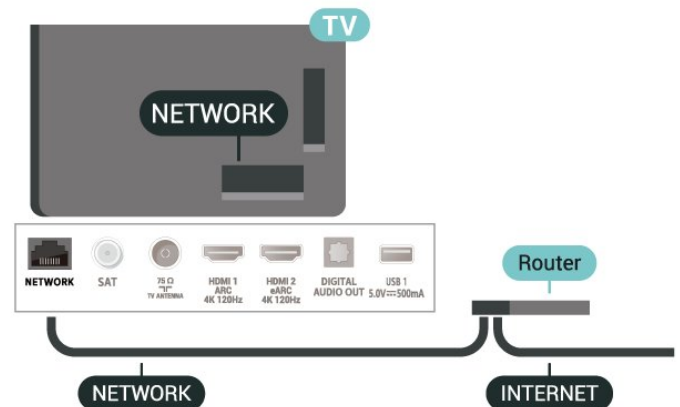 TV
NETWORK
NETWORK
SAT
75 Ω
TV ANTENNA
HDMI 1
ARC
4K 120Hz
HDMI 2
eARC
4K 120Hz
DIGITAL
AUDIO OUT
USB 1
5.0V⎓500mA
Router
NETWORK
INTERNET